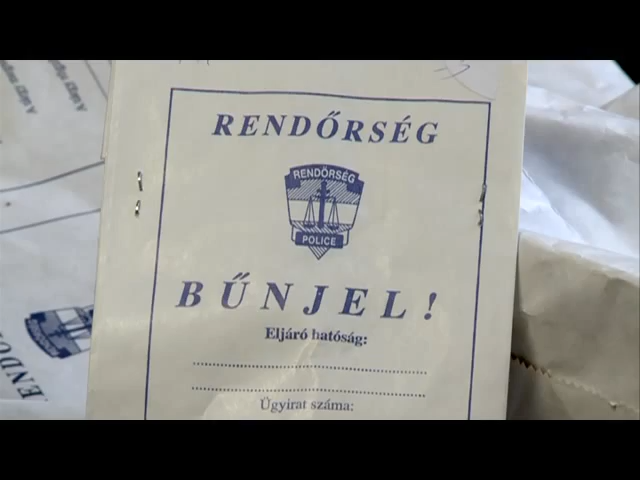 RENDŐRSÉG
RENDŐRSÉG
POLICE
BŰNJEL!
Eljáró hatóság:
Ügyirat száma: